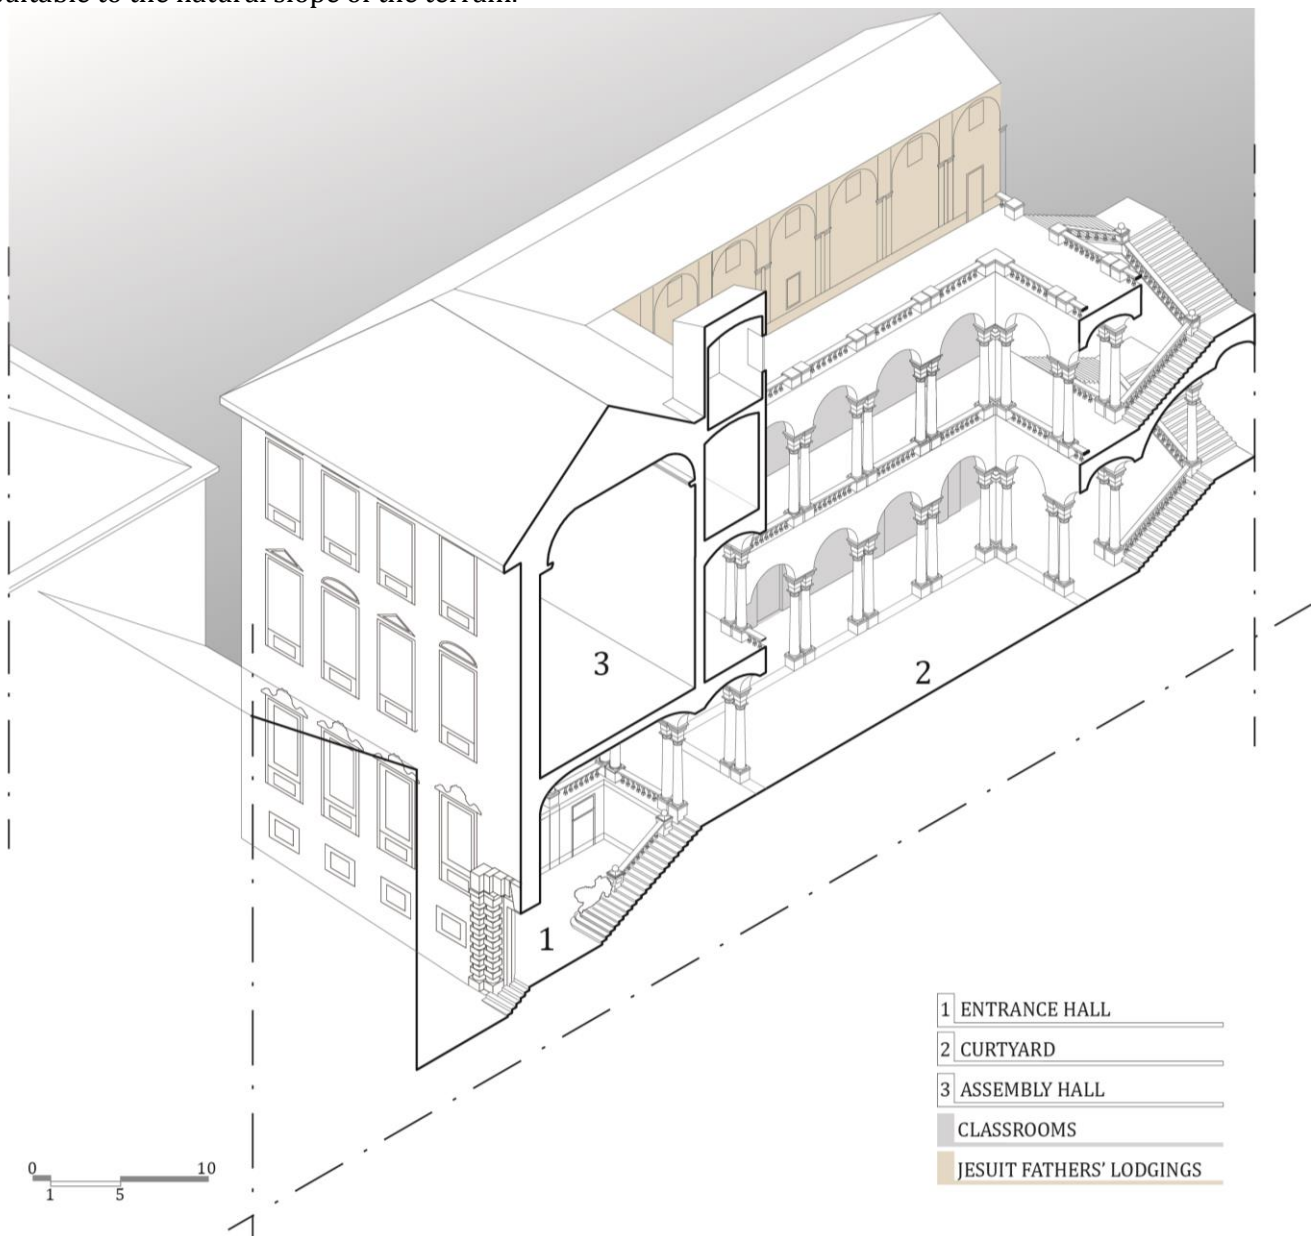 suitable to the natural slope of the terrain.
3
2
1
1 ENTRANCE HALL
2 CURTYARD
3 ASSEMBLY HALL
CLASSROOMS
JESUIT FATHERS' LODGINGS
0 10
1 5